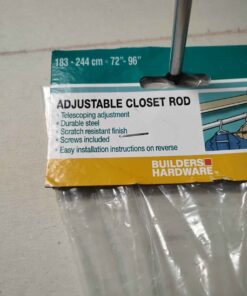 183 - 244 cm - 72" - 96"
ADJUSTABLE CLOSET ROD
• Telescoping adjustment
• Durable steel
• Scratch resistant finish
• Screws included
• Easy installation instructions on reverse
BUILDERS
HARDWARE